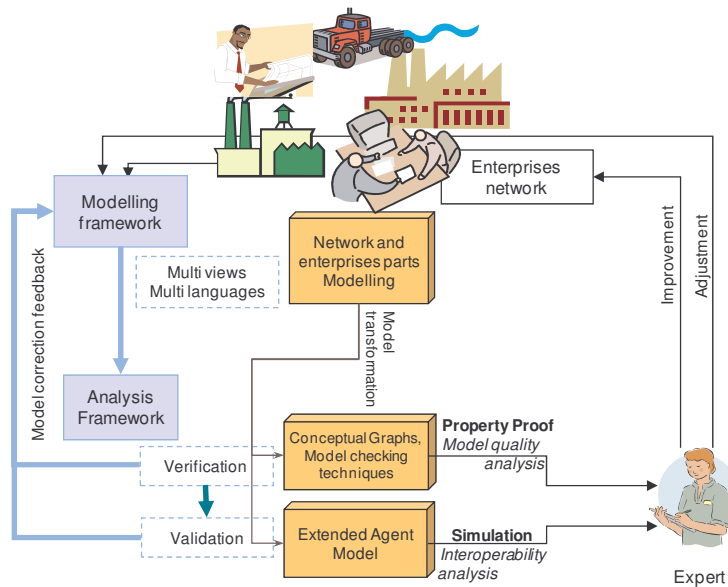 Enterprises
network
Modelling
framework
Network and
enterprises parts
Modelling
Multi views
Multi languages
Model correction feedback
Model
transformation
Improvement
Adjustment
Analysis
Framework
Conceptual Graphs,
Model checking
techniques
Property Proof
Model quality
analysis
Verification
Validation
Extended Agent
Model
Simulation
Interoperability
analysis
Expert